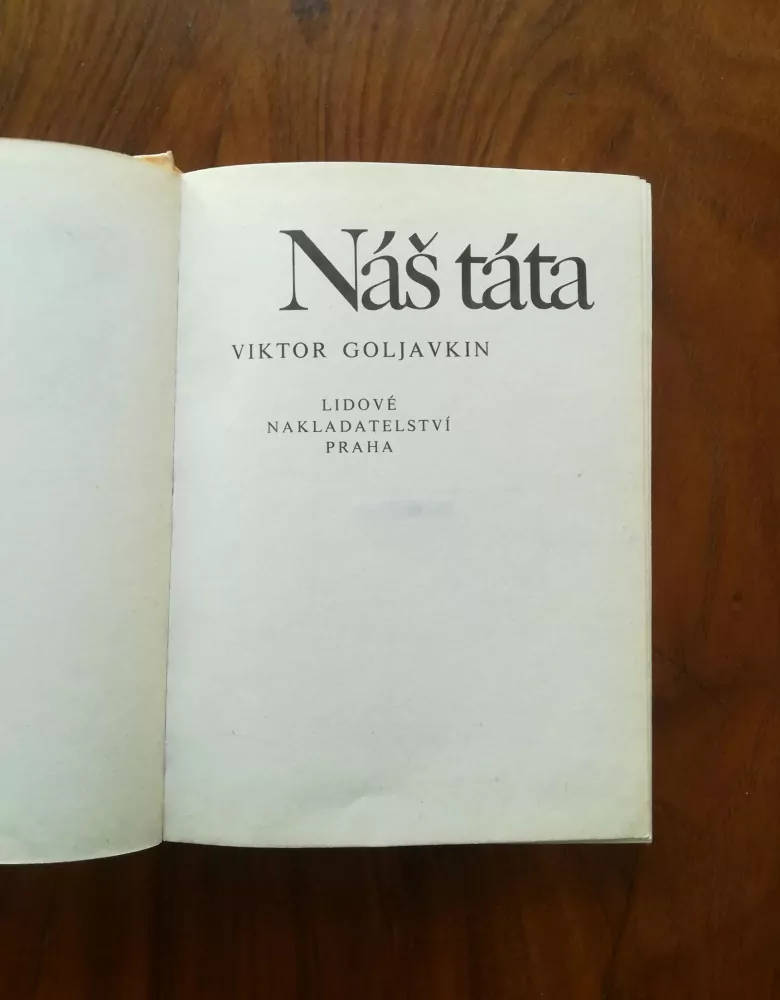 Náš táta
VIKTOR GOLJAVKIN
LIDOVÉ
NAKLADATELSTVÍ
PRAHA